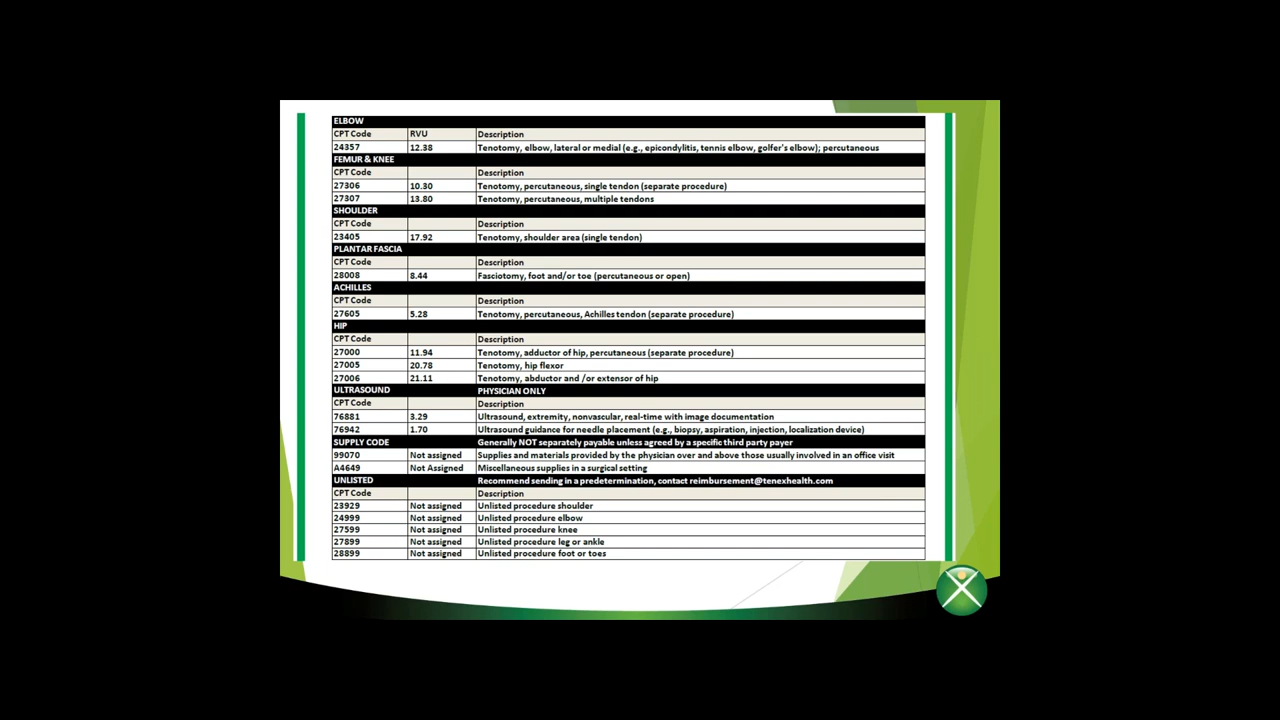 ELBOW
CPT Code RVU Description
24357 12.38 Tenotomy, elbow, lateral or medial (e.g., epicondylitis, tennis elbow, golfer's elbow); percutaneous
FEMUR & KNEE
CPT Code Description
27306 10.30 Tenotomy, percutaneous, single tendon (separate procedure)
27307 13.80 Tenotomy, percutaneous, multiple tendons
SHOULDER
CPT Code Description
23405 17.92 Tenotomy, shoulder area (single tendon)
PLANTAR FASCIA
CPT Code Description
28008 8.44 Fasciotomy, foot and/or toe (percutaneous or open)
ACHILLES
CPT Code Description
27605 5.28 Tenotomy, percutaneous, Achilles tendon (separate procedure)
HIP
CPT Code Description
27000 11.94 Tenotomy, adductor of hip, percutaneous (separate procedure)
27005 20.78 Tenotomy, hip flexor
27006 21.11 Tenotomy, abductor and /or extensor of hip
ULTRASOUND PHYSICIAN ONLY
CPT Code Description
76881 3.29 Ultrasound, extremity, nonvascular, real-time with image documentation
76942 1.70 Ultrasound guidance for needle placement (e.g., biopsy, aspiration, injection, localization device)
SUPPLY CODE Generally NOT separately payable unless agreed by a specific third party payer
99070 Not assigned Supplies and materials provided by the physician over and above those usually involved in an office visit
A4649 Not Assigned Miscellaneous supplies in a surgical setting
UNLISTED Recommend sending in a predetermination, contact reimbursement@tenexhealth.com
CPT Code Description
23929 Not assigned Unlisted procedure shoulder
24999 Not assigned Unlisted procedure elbow
27599 Not assigned Unlisted procedure knee
27899 Not assigned Unlisted procedure leg or ankle
28899 Not assigned Unlisted procedure foot or toes